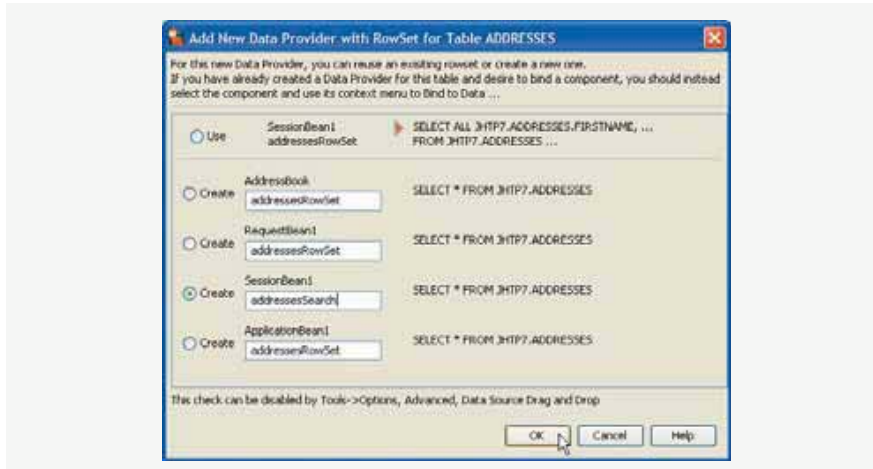 Add New Data Provider with RowSet for Table ADDRESSES
For this new Data Provider, you can reuse an existing rowset or create a new one.
If you have already created a Data Provider for this table and desire to bind a component, you should instead
select the component and use its context menu to Bind to Data ...
Use SessionBean1 SELECT ALL JHTP7.ADDRESSES.FIRSTNAME, ...
addressesRowSet FROM JHTP7.ADDRESSES ...
AddressBook
Create addressesRowSet SELECT * FROM JHTP7.ADDRESSES
RequestBean1
Create addressesRowSet SELECT * FROM JHTP7.ADDRESSES
SessionBean1
Create addressesSearch SELECT * FROM JHTP7.ADDRESSES
ApplicationBean1
Create addressesRowSet SELECT * FROM JHTP7.ADDRESSES
This check can be disabled by Tools->Options, Advanced, Data Source Drag and Drop
OK Cancel Help